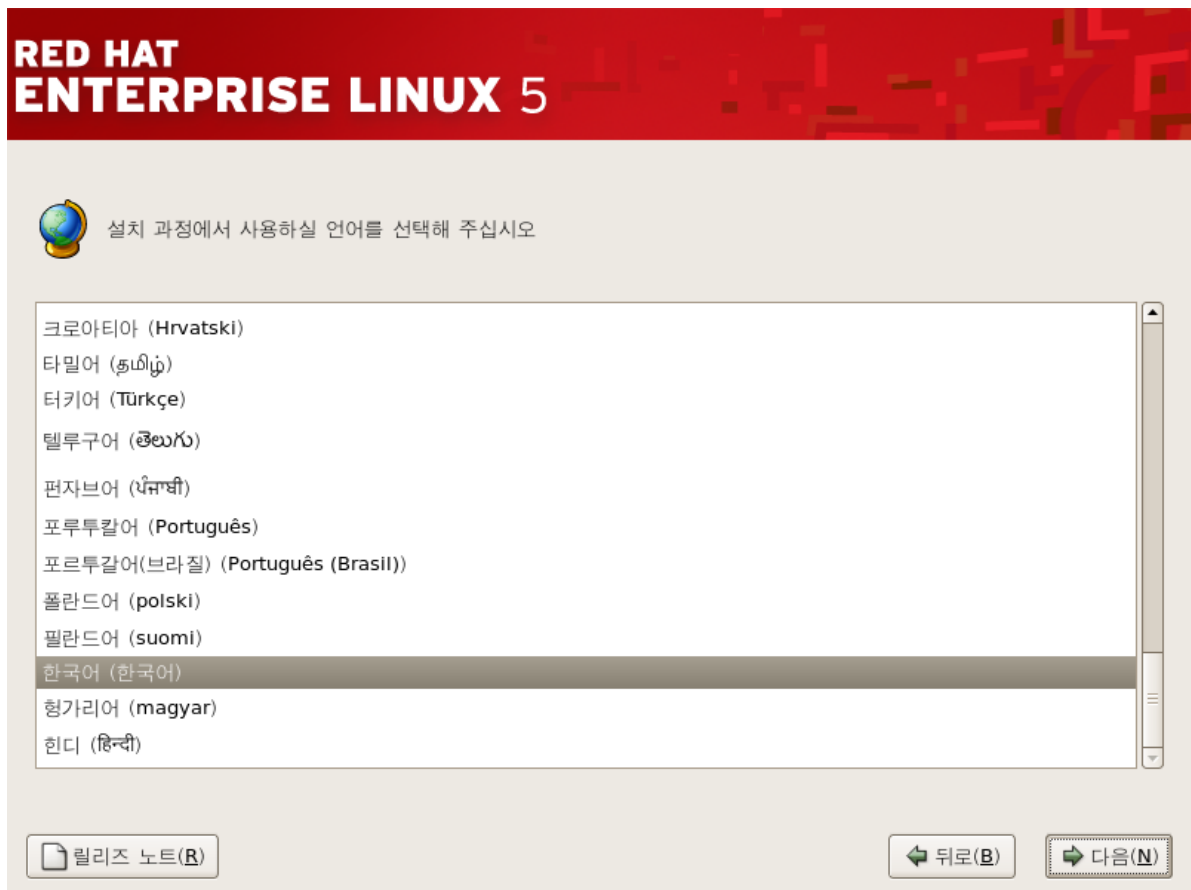 RED HAT
ENTERPRISE LINUX 5
설치 과정에서 사용하실 언어를 선택해 주십시오
크로아티아 (Hrvatski)
타밀어 (தமிழ்)
터키어 (Türkçe)
텔루구어 (తెలుగు)
펀자브어 (ਪੰਜਾਬੀ)
포루투칼어 (Português)
포르투갈어(브라질) (Português (Brasil))
폴란드어 (polski)
필란드어 (suomi)
한국어 (한국어)
헝가리어 (magyar)
힌디 (हिन्दी)
릴리즈 노트(R)
뒤로(B)
다음(N)